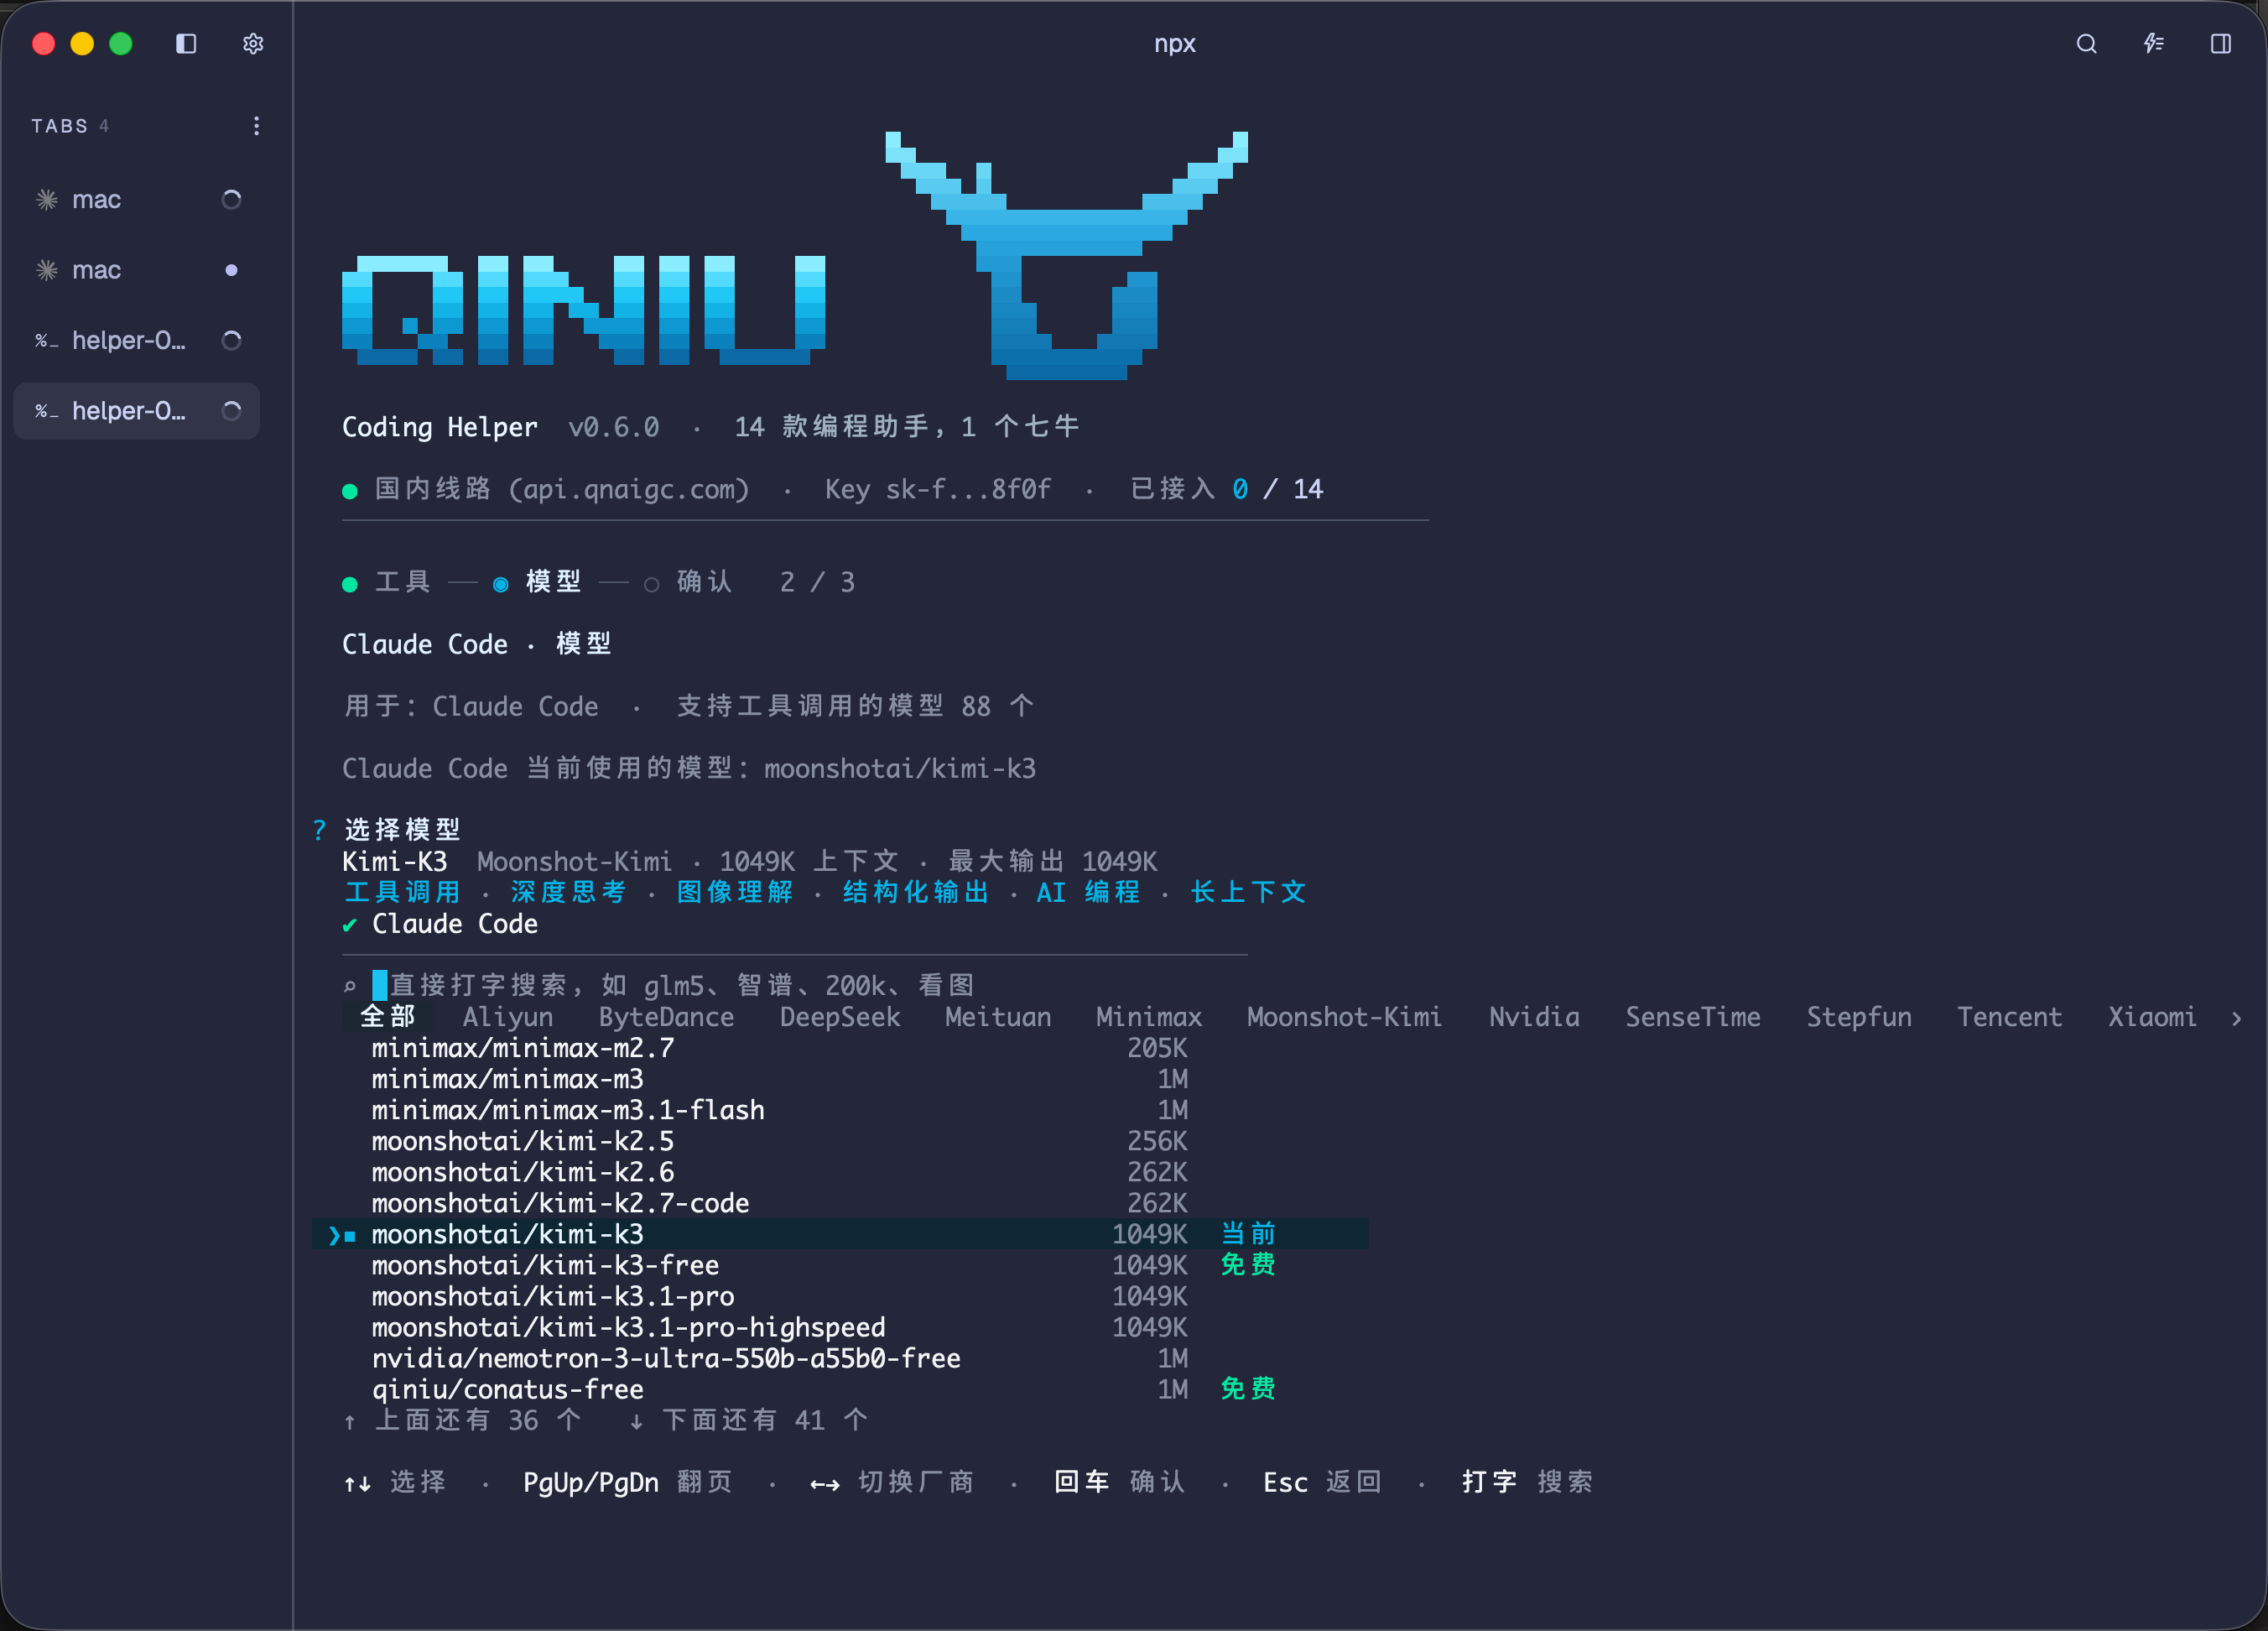 npx
TABS 4
mac
mac
%_ helper-0...
%_ helper-0...
QINIU
Coding Helper v0.6.0 · 14 款编程助手，1 个七牛
● 国内线路 (api.qnaigc.com) · Key sk-f...8f0f · 已接入 0 / 14
● 工具 — ◉ 模型 — ○ 确认 2 / 3
Claude Code · 模型
用于：Claude Code · 支持工具调用的模型 88 个
Claude Code 当前使用的模型：moonshotai/kimi-k3
? 选择模型
Kimi-K3 Moonshot-Kimi · 1049K 上下文 · 最大输出 1049K
工具调用 · 深度思考 · 图像理解 · 结构化输出 · AI 编程 · 长上下文
✔ Claude Code
⌕ 直接打字搜索，如 glm5、智谱、200k、看图
全部 Aliyun ByteDance DeepSeek Meituan Minimax Moonshot-Kimi Nvidia SenseTime Stepfun Tencent Xiaomi ›
minimax/minimax-m2.7 205K
minimax/minimax-m3 1M
minimax/minimax-m3.1-flash 1M
moonshotai/kimi-k2.5 256K
moonshotai/kimi-k2.6 262K
moonshotai/kimi-k2.7-code 262K
❯■ moonshotai/kimi-k3 1049K 当前
moonshotai/kimi-k3-free 1049K 免费
moonshotai/kimi-k3.1-pro 1049K
moonshotai/kimi-k3.1-pro-highspeed 1049K
nvidia/nemotron-3-ultra-550b-a55b0-free 1M
qiniu/conatus-free 1M 免费
↑ 上面还有 36 个 ↓ 下面还有 41 个
↑↓ 选择 · PgUp/PgDn 翻页 · ←→ 切换厂商 · 回车 确认 · Esc 返回 · 打字 搜索